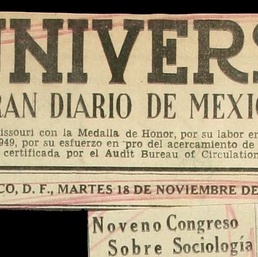 UNIVERS
RAN DIARIO DE MEXIC
issouri con la Medalla de Honor, por su labor en
949, por su esfuerzo en pro del acercamiento de
certificada por el Audit Bureau of Circulation
CO, D. F., MARTES 18 DE NOVIEMBRE DE
Noveno Congreso
Sobre Sociología